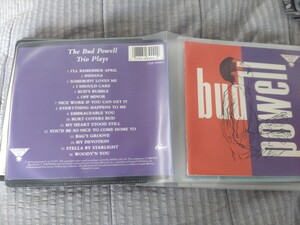 The Bud Powell
Trio Plays
1 I'LL REMEMBER APRIL
2 INDIANA
3 SOMEBODY LOVES ME
4 I SHOULD CARE
5 BUD'S BUBBLE
6 OFF MINOR
7 NICE WORK IF YOU CAN GET IT
8 EVERYTHING HAPPENS TO ME
9 EMBRACEABLE YOU
10 BURT COVERS BUD
11 MY HEART STOOD STILL
12 YOU'D BE SO NICE TO COME HOME TO
13 BAG'S GROOVE
14 MY DEVOTION
15 STELLA BY STARLIGHT
16 WOODY'N YOU
bud
powell